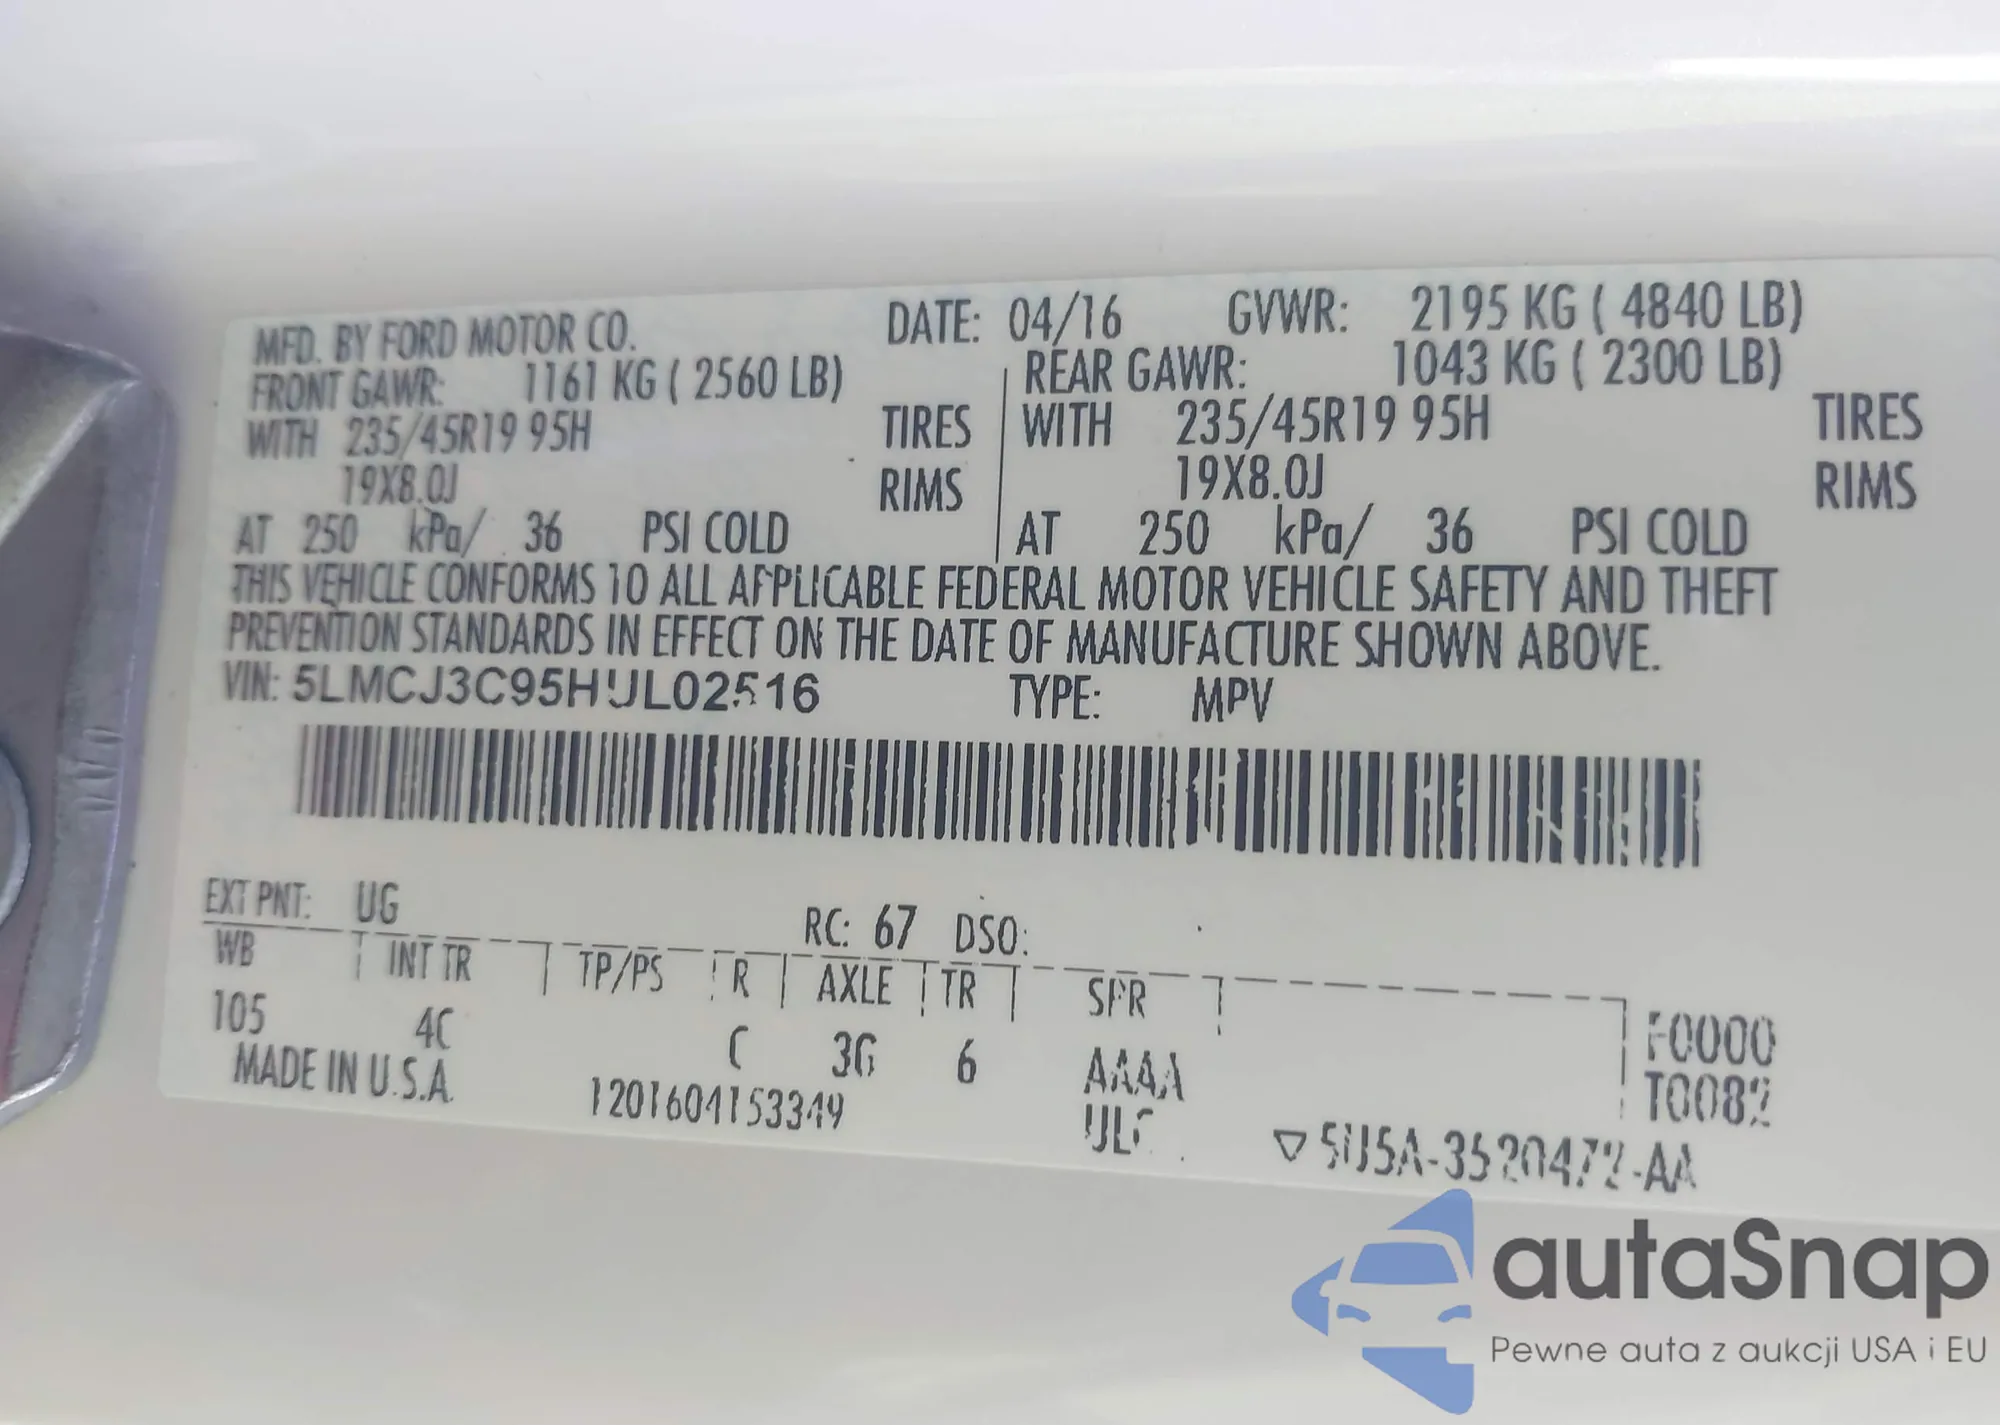 MFD. BY FORD MOTOR CO. DATE: 04/16 GVWR: 2195 KG ( 4840 LB)
FRONT GAWR: 1161 KG ( 2560 LB) REAR GAWR: 1043 KG ( 2300 LB)
WITH 235/45R19 95H TIRES WITH 235/45R19 95H TIRES
19X8.0J RIMS 19X8.0J RIMS
AT 250 kPa/ 36 PSI COLD AT 250 kPa/ 36 PSI COLD
THIS VEHICLE CONFORMS TO ALL APPLICABLE FEDERAL MOTOR VEHICLE SAFETY AND THEFT
PREVENTION STANDARDS IN EFFECT ON THE DATE OF MANUFACTURE SHOWN ABOVE.
VIN: 5LMCJ3C95HUL02516 TYPE: MPV
EXT PNT: UG RC: 67 DSO:
WB INT TR TP/PS R AXLE TR SPR
105 4C C 3G 6 AAAA F0000
T0082
MADE IN U.S.A. 1201604153349
autaSnap
Pewne auta z aukcji USA i EU